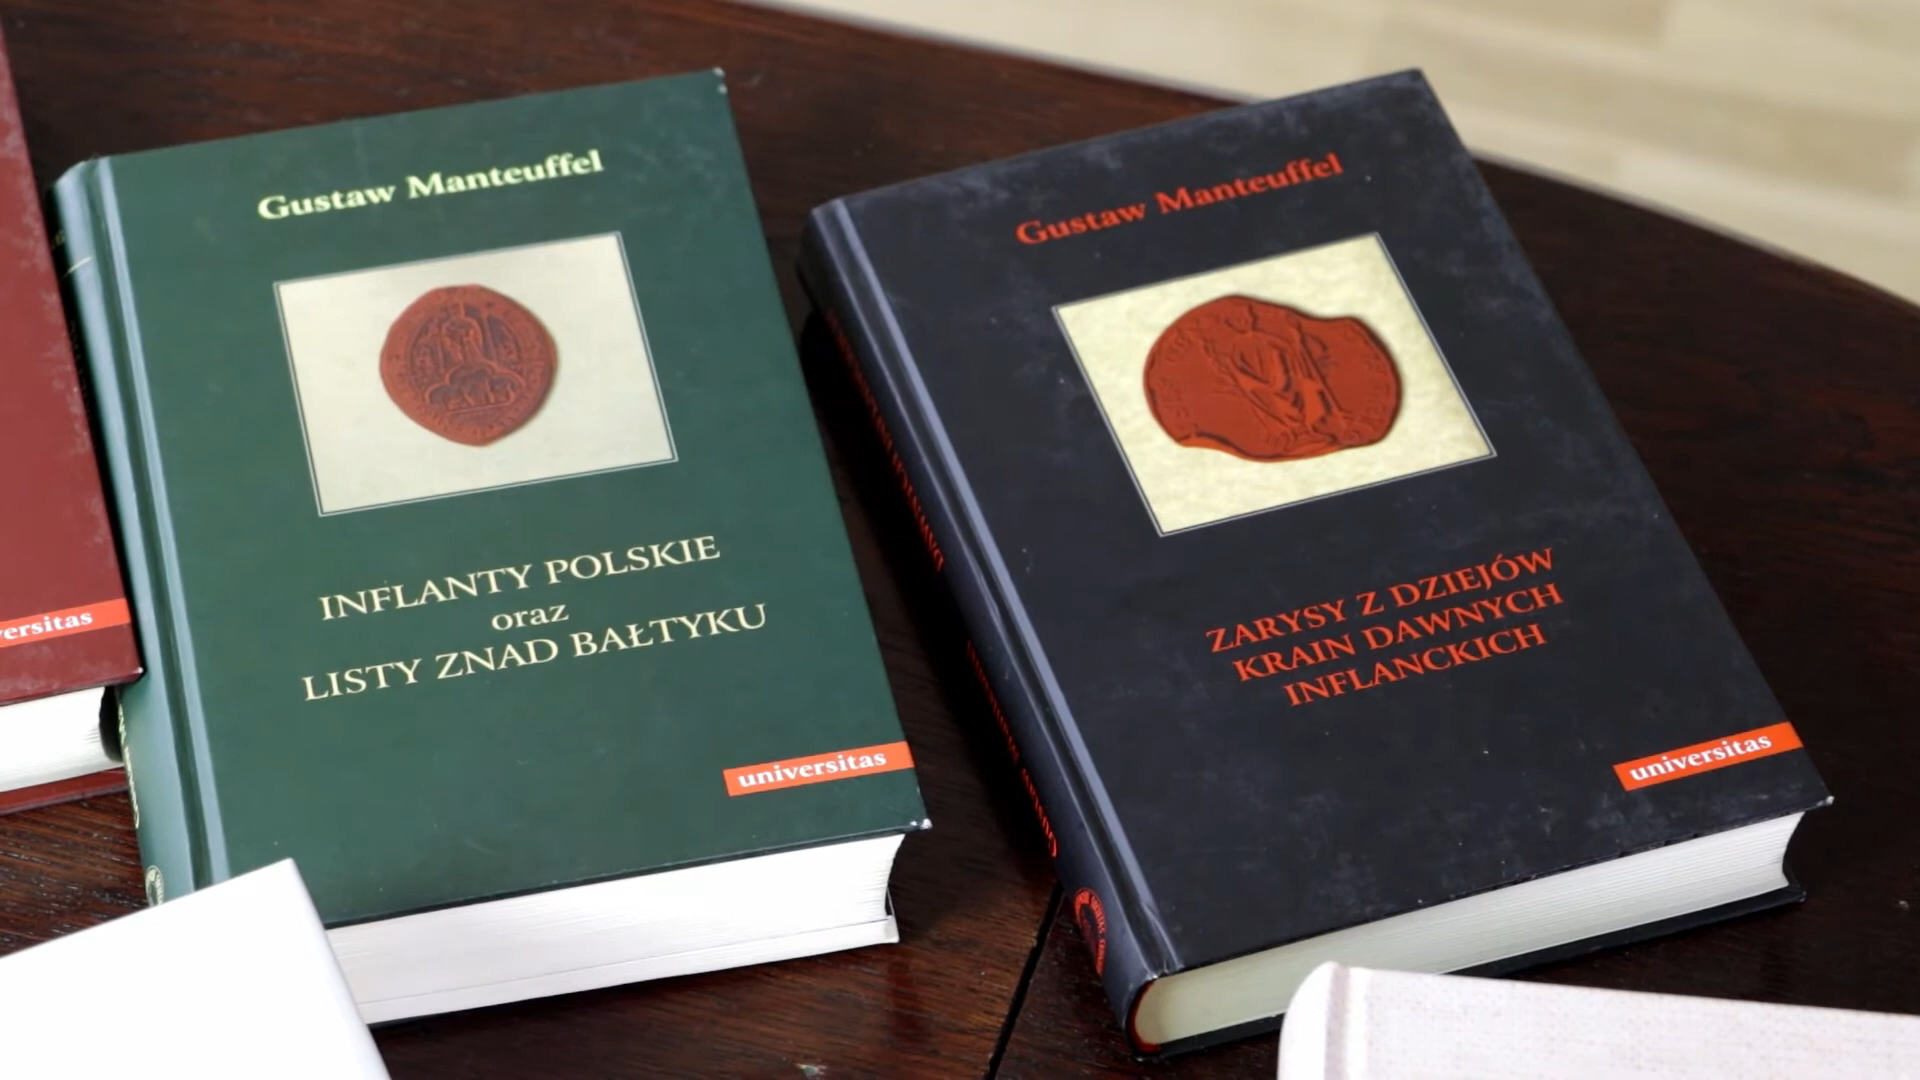 Gustaw Manteuffel
INFLANTY POLSKIE
oraz
LISTY ZNAD BAŁTYKU
universitas
Gustaw Manteuffel
ZARYSY Z DZIEJÓW
KRAIN DAWNYCH
INFLANCKICH
universitas
versitas